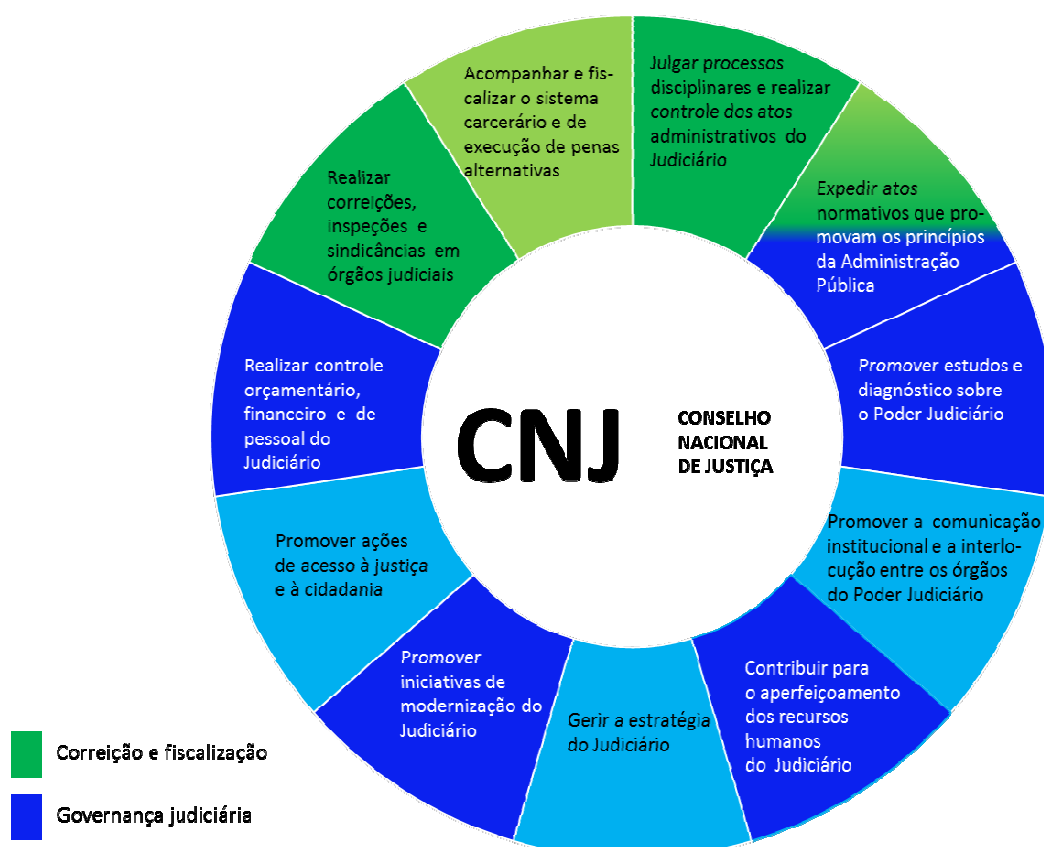 Julgar processos
disciplinares e realizar
controle dos atos
administrativos do
Judiciário
Expedir atos
normativos que pro-
movam os princípios
da Administração
Pública
Promover estudos e
diagnóstico sobre
o Poder Judiciário
Promover a comunicação
institucional e a interlo-
cução entre os órgãos
do Poder Judiciário
Contribuir para
o aperfeiçoamento
dos recursos
humanos
do Judiciário
Gerir a estratégia
do Judiciário
Promover
iniciativas de
modernização do
Judiciário
Promover ações
de acesso à justiça
e à cidadania
Realizar controle
orçamentário,
financeiro e de
pessoal do
Judiciário
Realizar
correições,
inspeções e
sindicâncias em
órgãos judiciais
Acompanhar e fis-
calizar o sistema
carcerário e de
execução de penas
alternativas
CNJ
CONSELHO
NACIONAL
DE JUSTIÇA
Correição e fiscalização
Governança judiciária